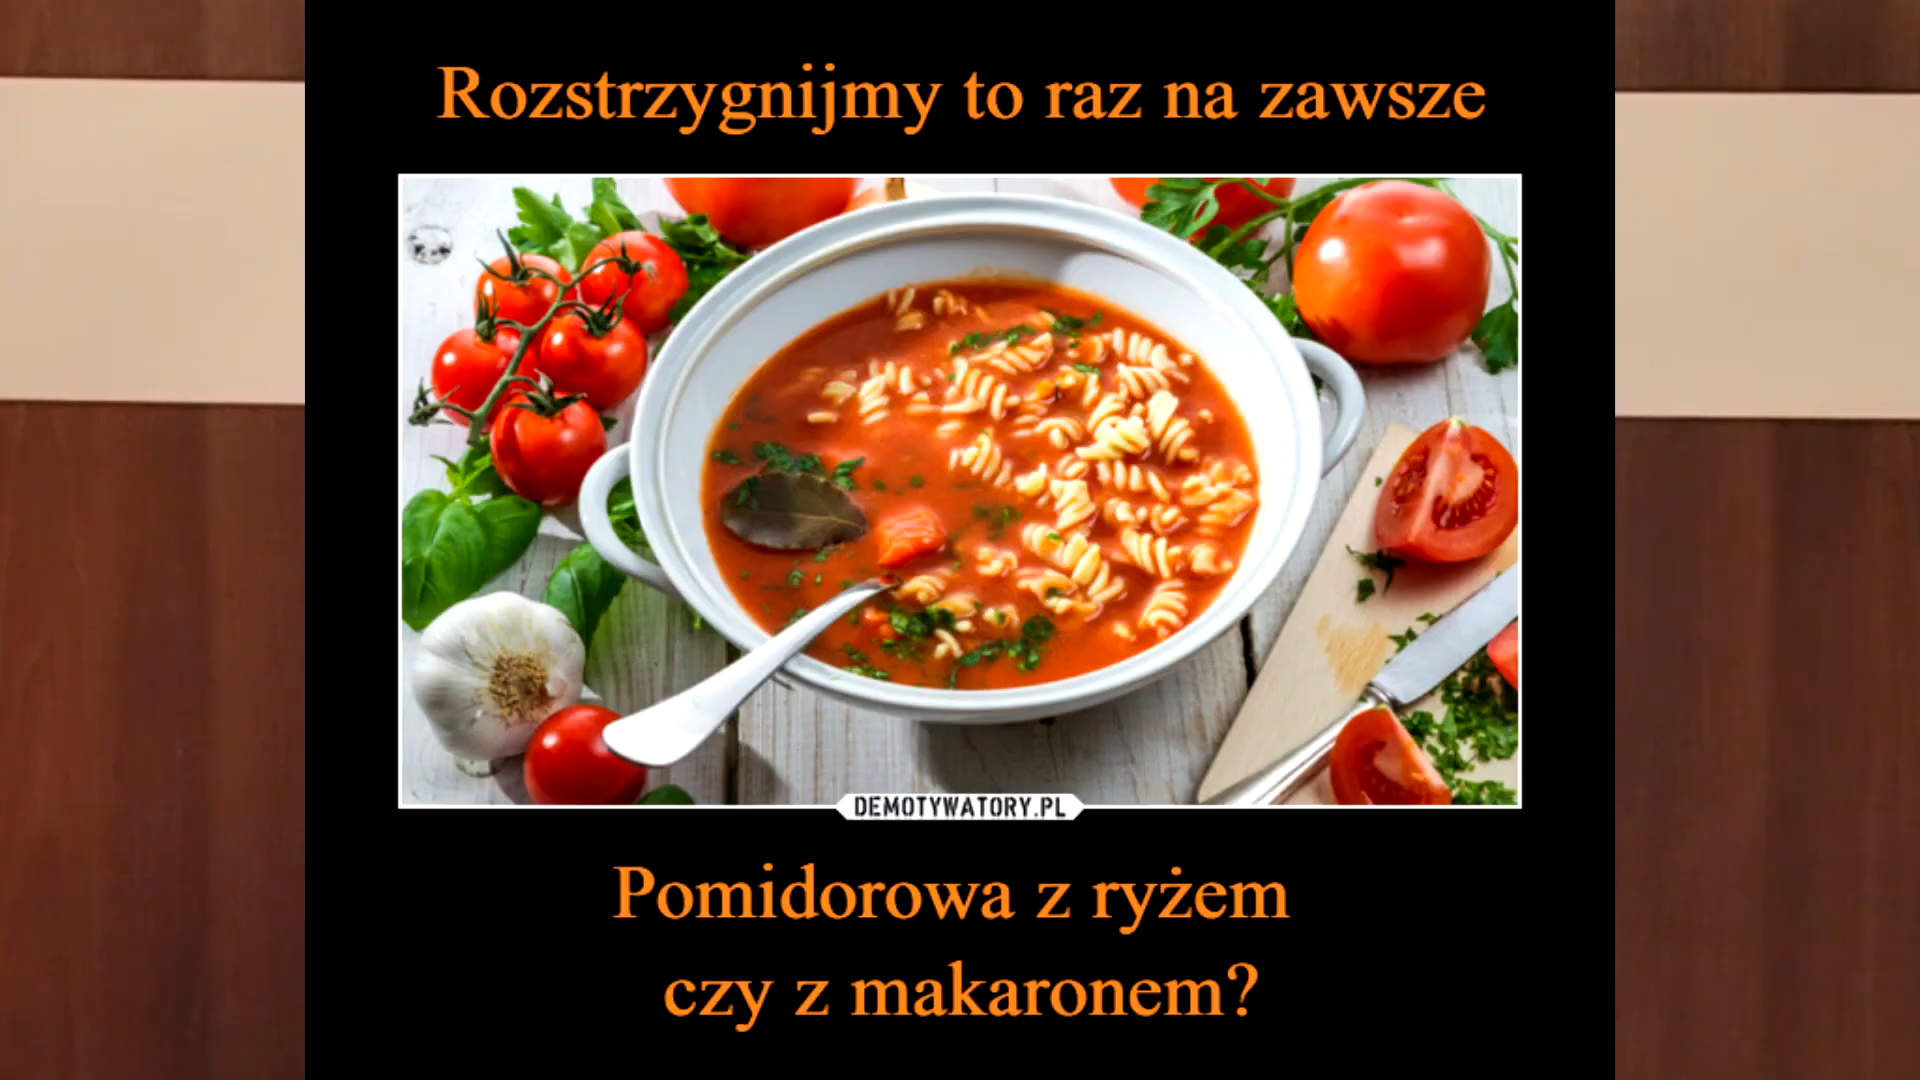 Rozstrzygnijmy to raz na zawsze
DEMOTYWATORY.PL
Pomidorowa z ryżem
czy z makaronem?